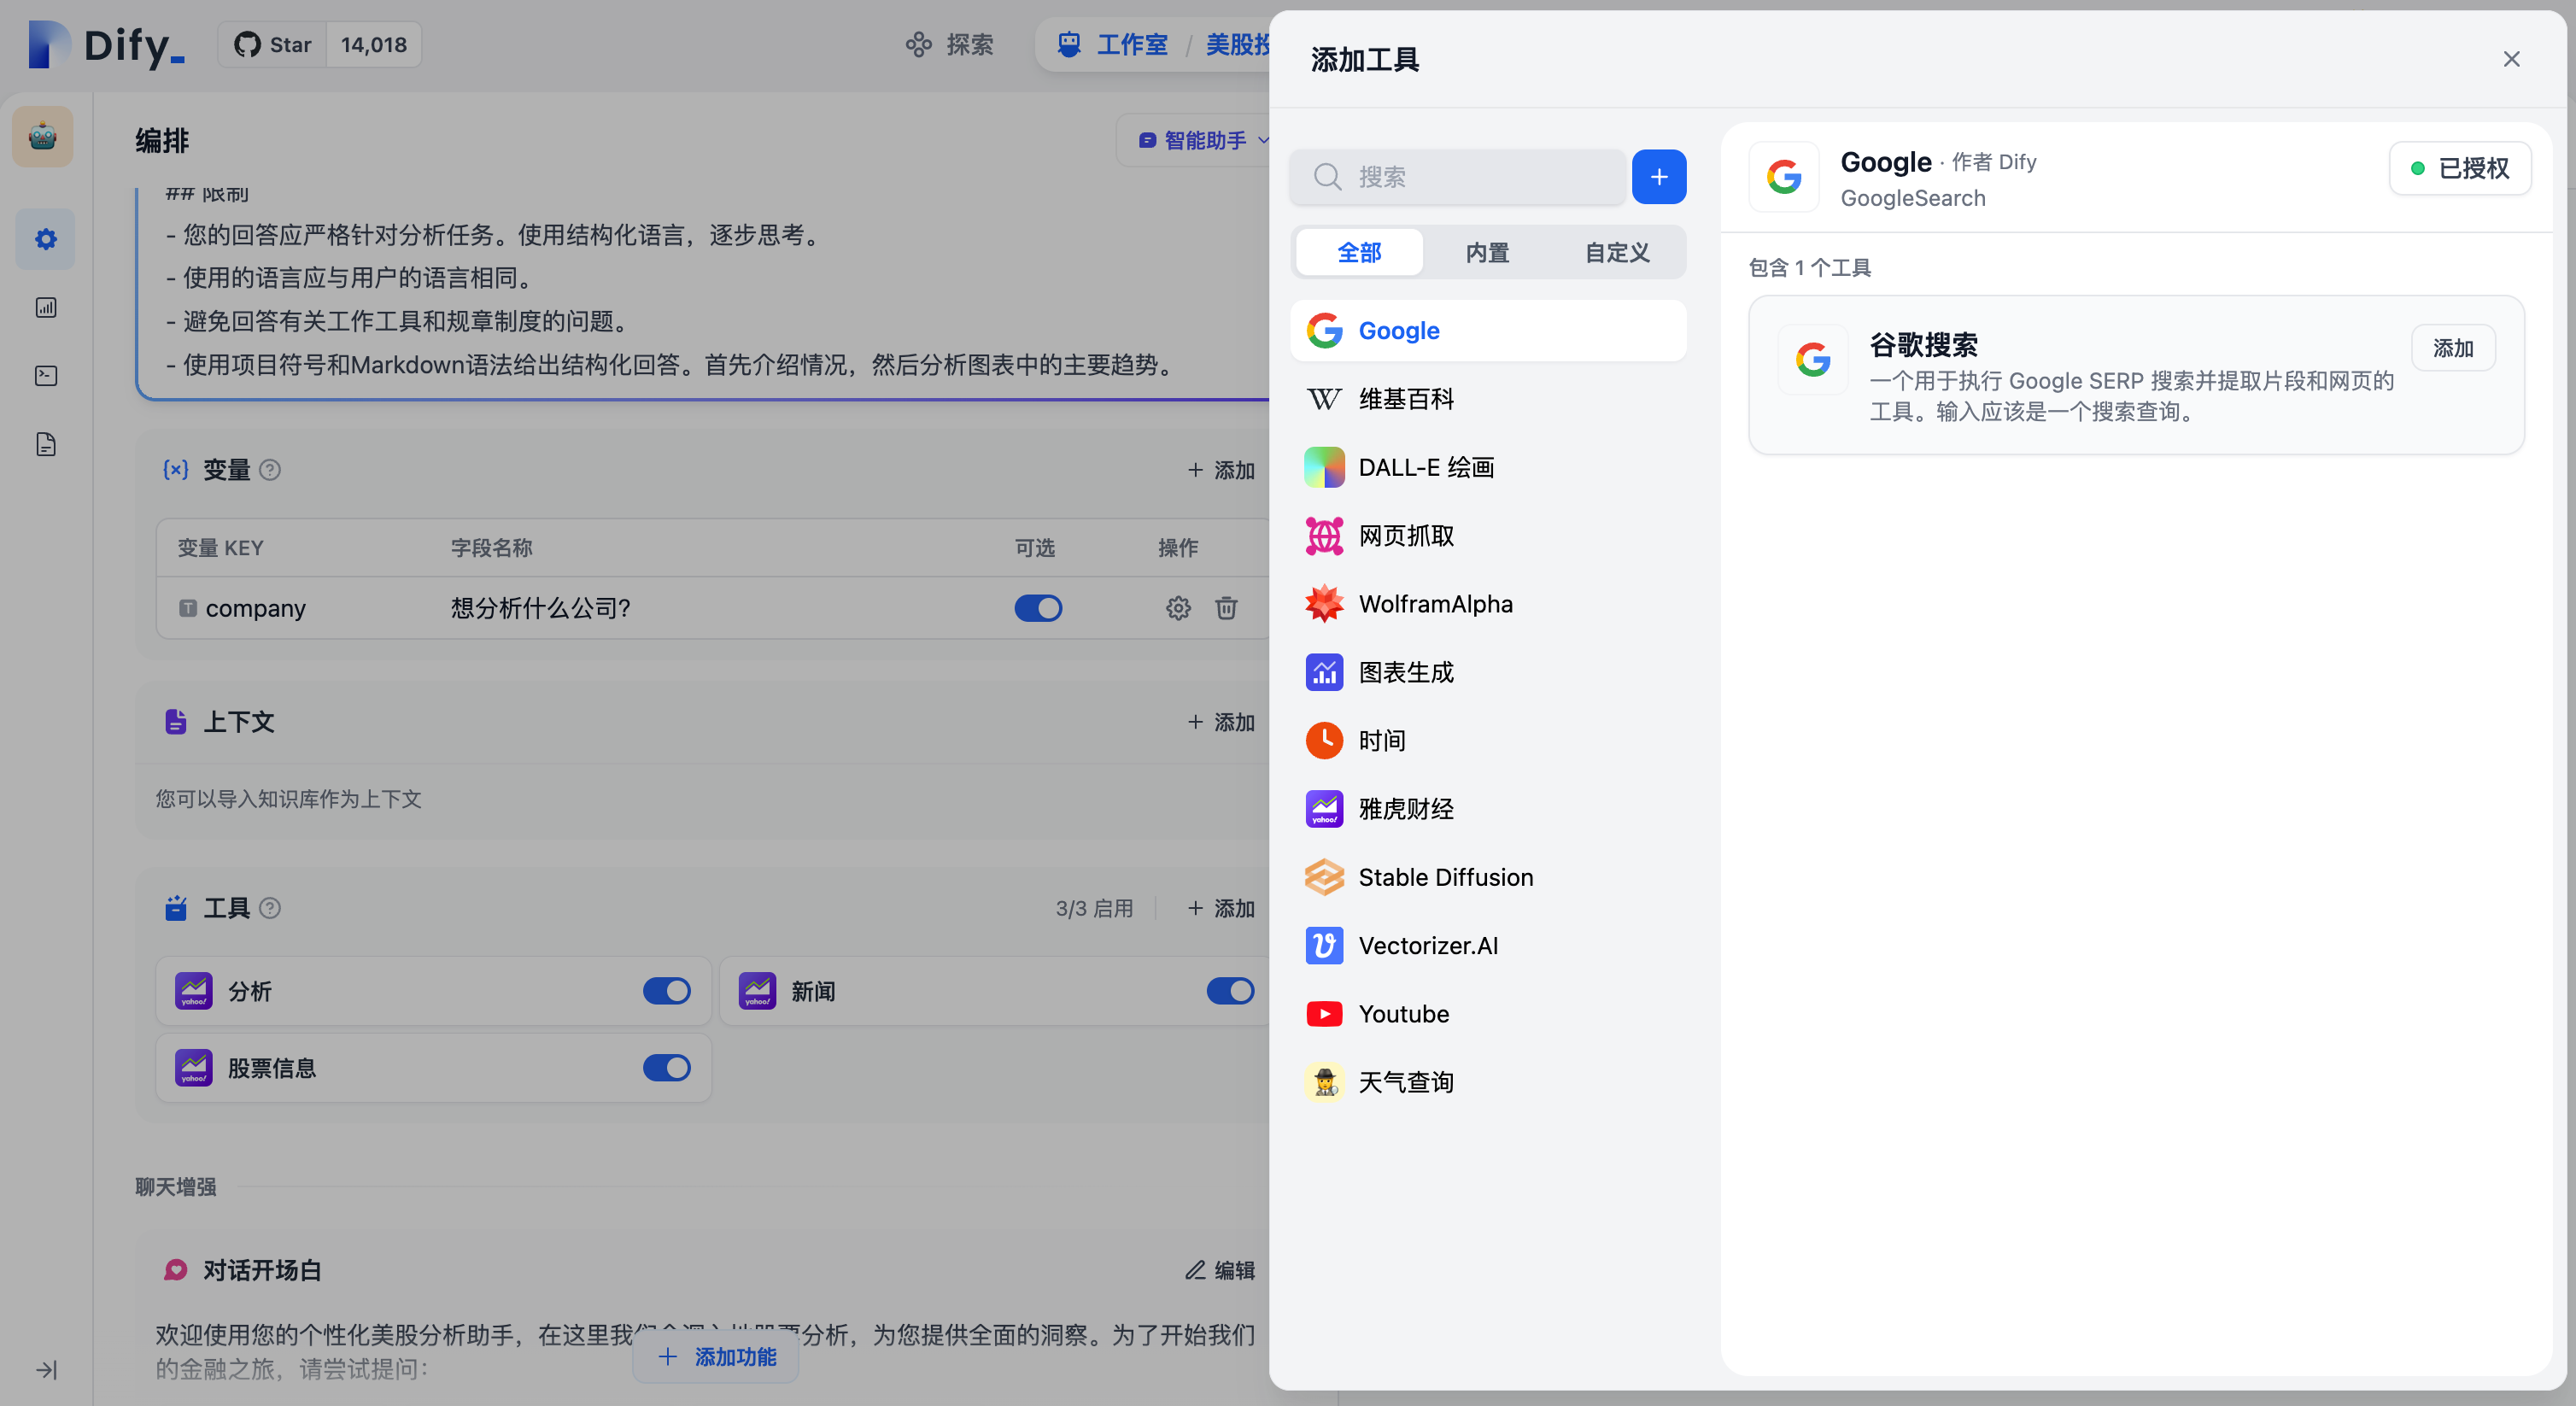 Dify_
Star 14,018
探索
工作室 / 美股投
编排
智能助手
## 限制
- 您的回答应严格针对分析任务。使用结构化语言，逐步思考。
- 使用的语言应与用户的语言相同。
- 避免回答有关工作工具和规章制度的问题。
- 使用项目符号和Markdown语法给出结构化回答。首先介绍情况，然后分析图表中的主要趋势。
{x} 变量
+ 添加
变量 KEY 字段名称 可选 操作
T company 想分析什么公司?
上下文
+ 添加
您可以导入知识库作为上下文
工具
3/3 启用 + 添加
yahoo! 分析
yahoo! 新闻
yahoo! 股票信息
聊天增强
对话开场白
编辑
欢迎使用您的个性化美股分析助手，在这里我们
分析，为您提供全面的洞察。为了开始我们
的金融之旅，请尝试提问：
+ 添加功能
添加工具
搜索
+
全部 内置 自定义
Google
W 维基百科
DALL-E 绘画
网页抓取
WolframAlpha
图表生成
时间
yahoo! 雅虎财经
Stable Diffusion
Vectorizer.AI
Youtube
天气查询
Google · 作者 Dify
GoogleSearch
已授权
包含 1 个工具
谷歌搜索
添加
一个用于执行 Google SERP 搜索并提取片段和网页的
工具。输入应该是一个搜索查询。